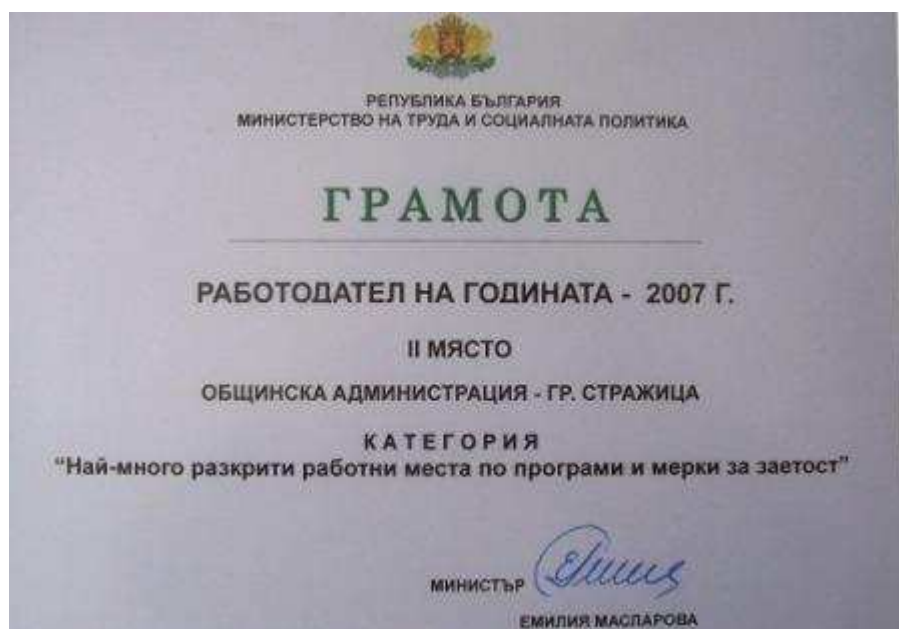 РЕПУБЛИКА БЪЛГАРИЯ
МИНИСТЕРСТВО НА ТРУДА И СОЦИАЛНАТА ПОЛИТИКА
ГРАМОТА
РАБОТОДАТЕЛ НА ГОДИНАТА - 2007 Г.
II МЯСТО
ОБЩИНСКА АДМИНИСТРАЦИЯ - ГР. СТРАЖИЦА
КАТЕГОРИЯ
“Най-много разкрити работни места по програми и мерки за заетост”
МИНИСТЪР
ЕМИЛИЯ МАСЛАРОВА